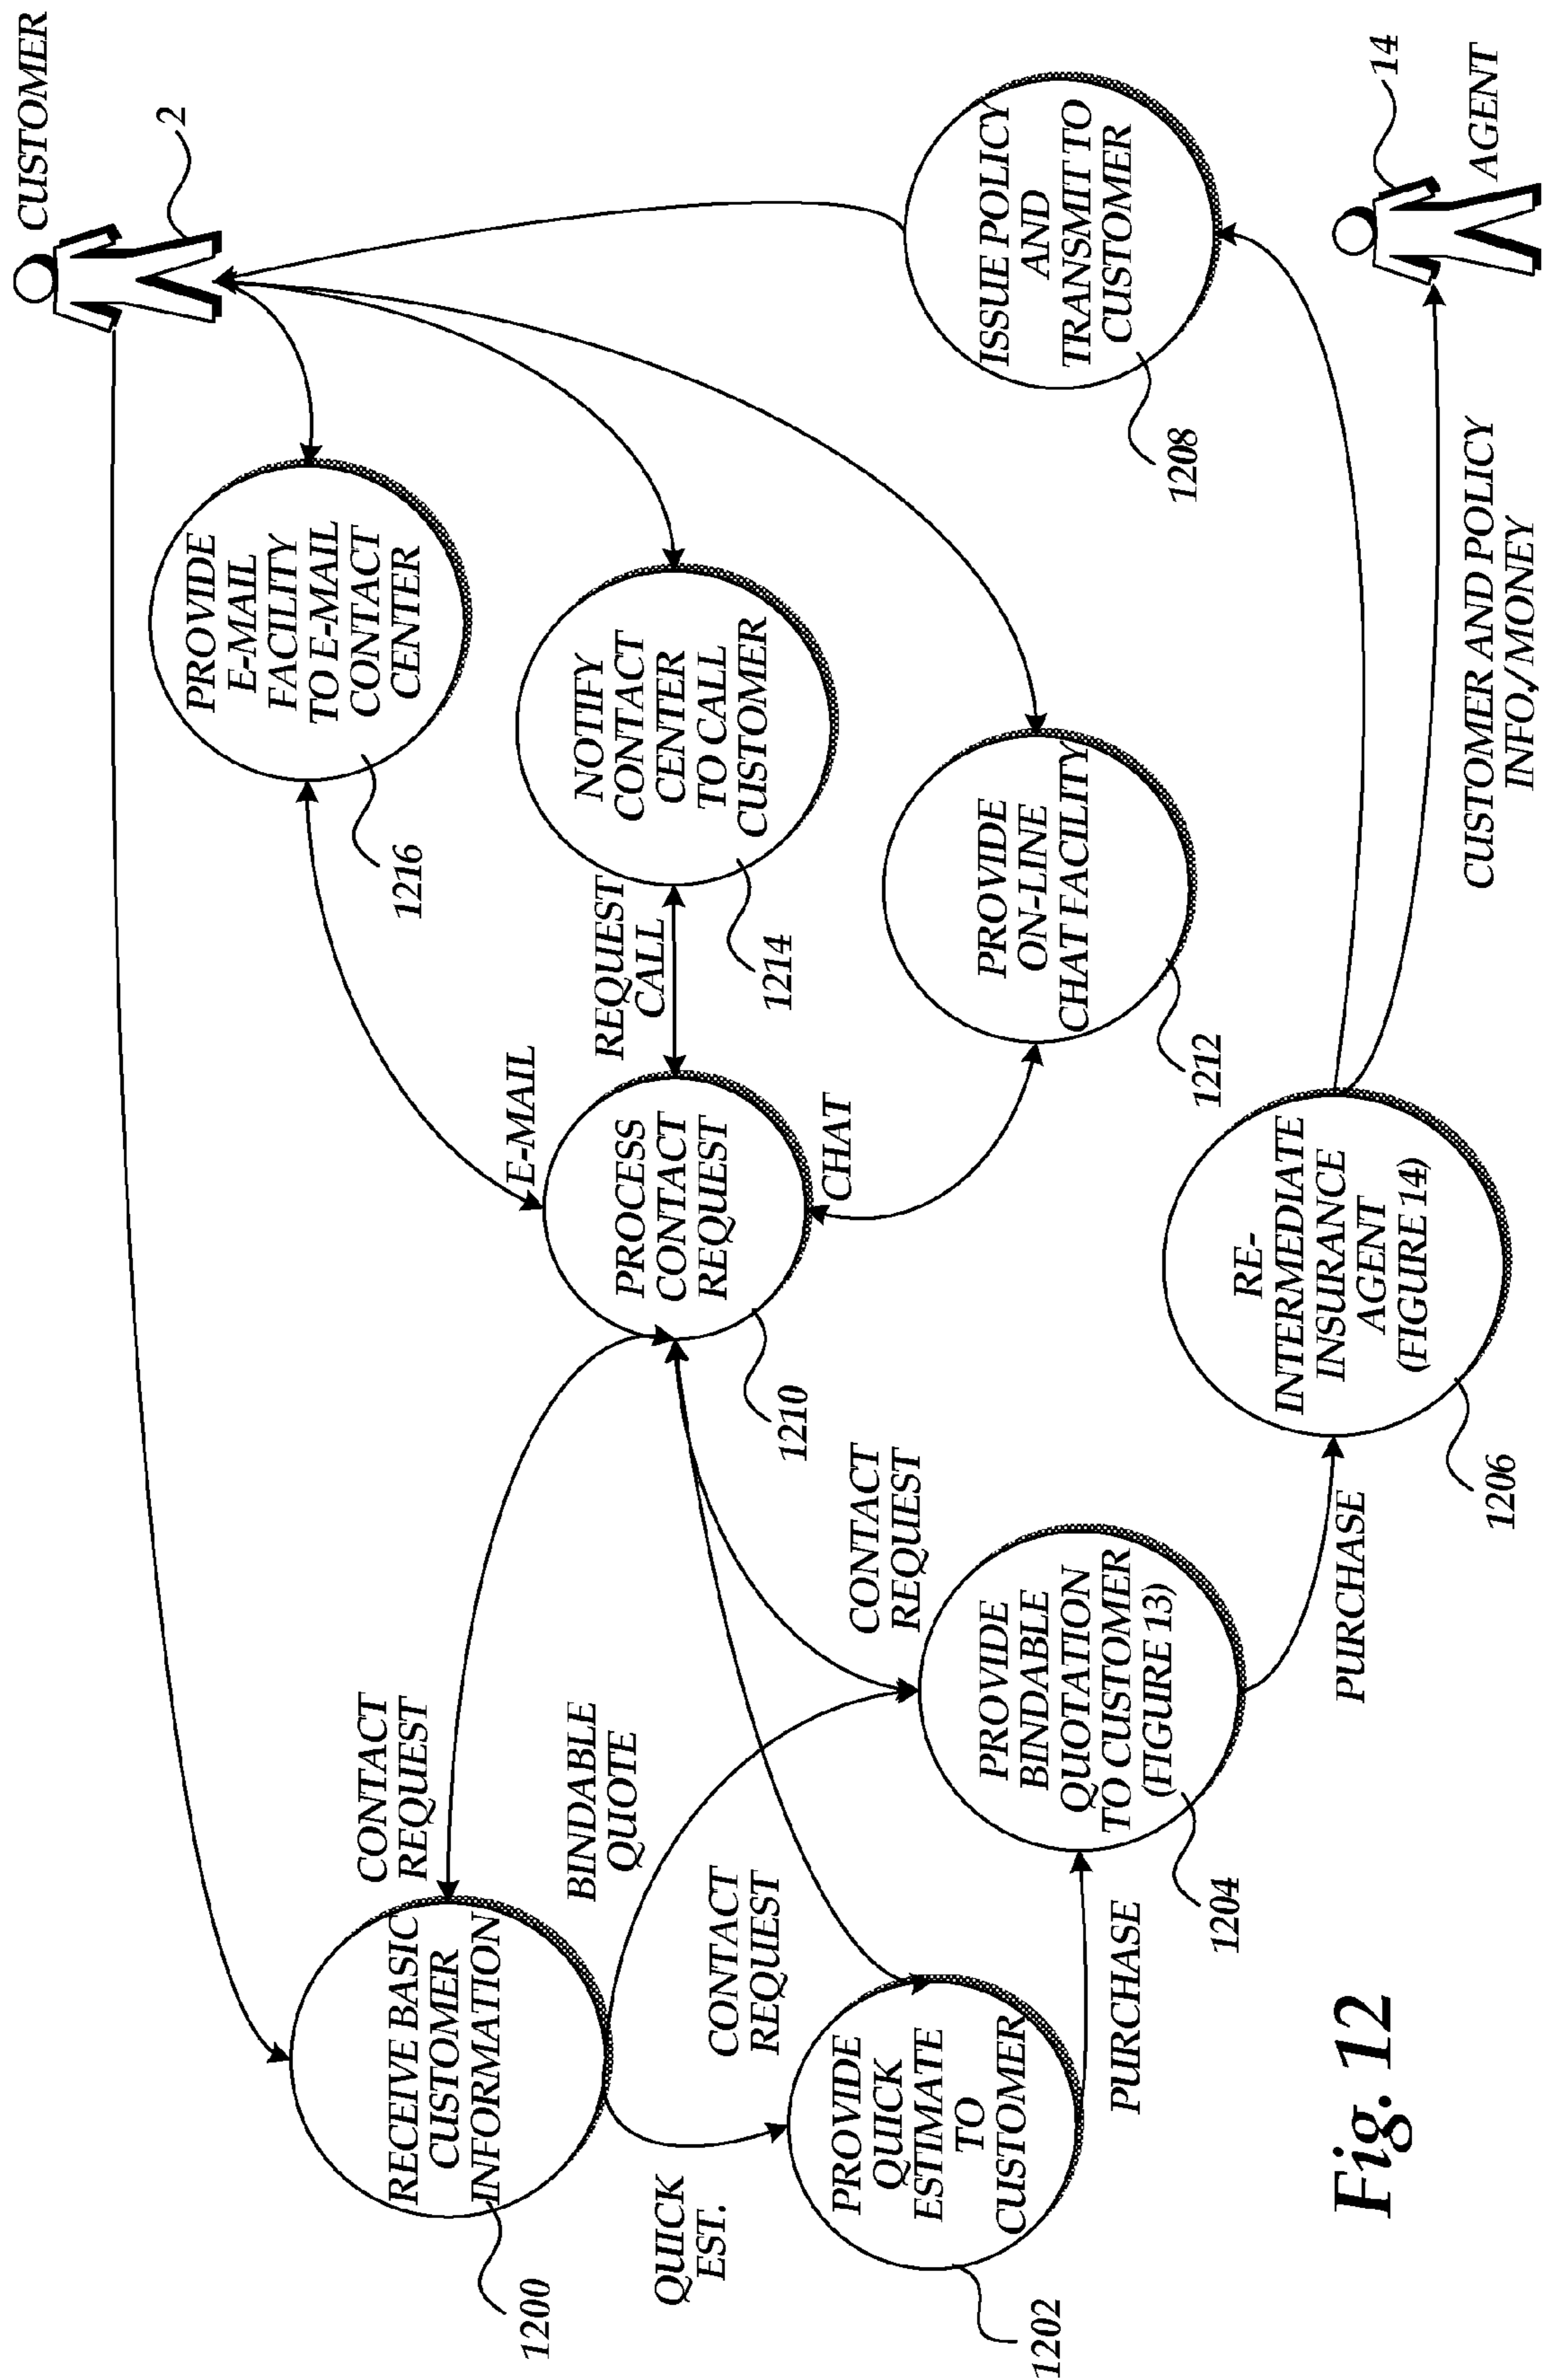 CUSTOMER
2
PROVIDE
E-MAIL
FACILITY
TO E-MAIL
CONTACT
CENTER
1216
CONTACT
REQUEST
RECEIVE BASIC
CUSTOMER
INFORMATION
1200
E-MAIL
REQUEST
CALL
NOTIFY
CONTACT
CENTER
TO CALL
CUSTOMER
1214
PROCESS
CONTACT
REQUEST
1210
BINDABLE
QUOTE
QUICK
EST.
CONTACT
REQUEST
CHAT
CONTACT
REQUEST
PROVIDE
QUICK
ESTIMATE
TO
CUSTOMER
1202
PROVIDE
BINDABLE
QUOTATION
TO CUSTOMER
(FIGURE 13)
1204
PROVIDE
ON-LINE
CHAT FACILITY
1212
ISSUE POLICY
AND
TRANSMIT TO
CUSTOMER
1208
PURCHASE
PURCHASE
RE-
INTERMEDIATE
INSURANCE
AGENT
(FIGURE 14)
1206
14
AGENT
CUSTOMER AND POLICY
INFO./MONEY
Fig. 12